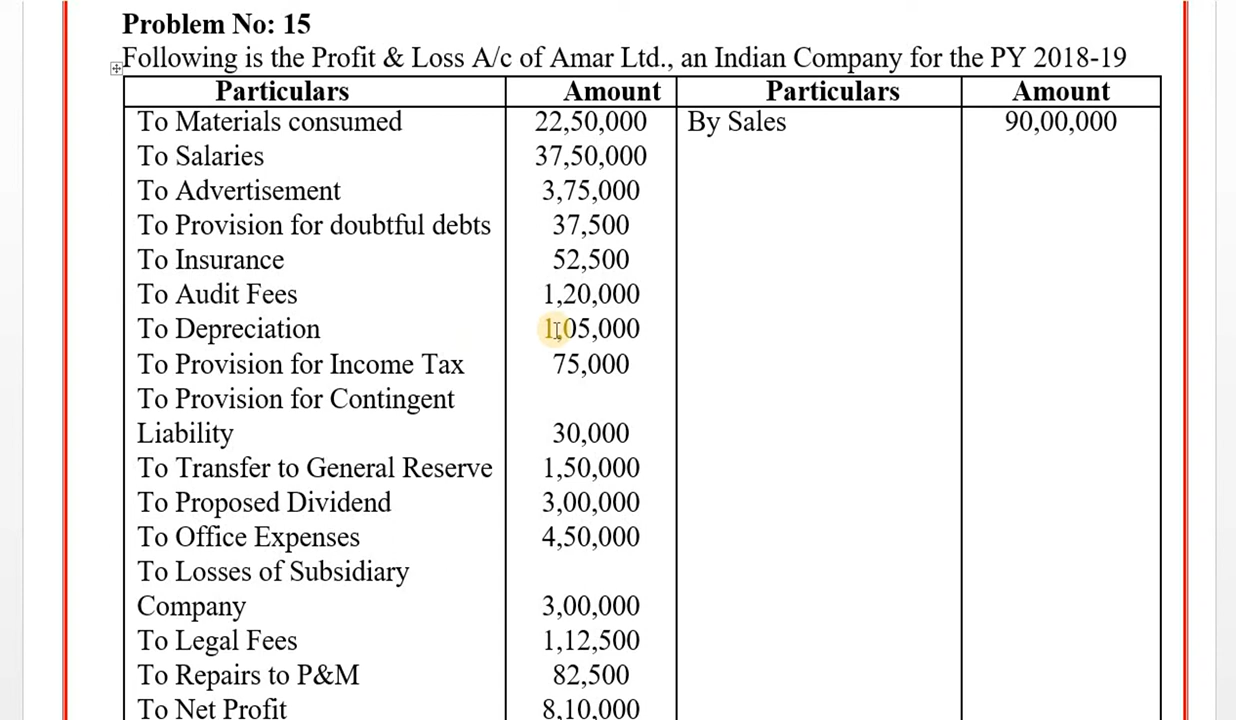 Problem No: 15
Following is the Profit & Loss A/c of Amar Ltd., an Indian Company for the PY 2018-19
Particulars Amount Particulars Amount
To Materials consumed 22,50,000 By Sales 90,00,000
To Salaries 37,50,000
To Advertisement 3,75,000
To Provision for doubtful debts 37,500
To Insurance 52,500
To Audit Fees 1,20,000
To Depreciation 1,05,000
To Provision for Income Tax 75,000
To Provision for Contingent
Liability 30,000
To Transfer to General Reserve 1,50,000
To Proposed Dividend 3,00,000
To Office Expenses 4,50,000
To Losses of Subsidiary
Company 3,00,000
To Legal Fees 1,12,500
To Repairs to P&M 82,500
To Net Profit 8,10,000